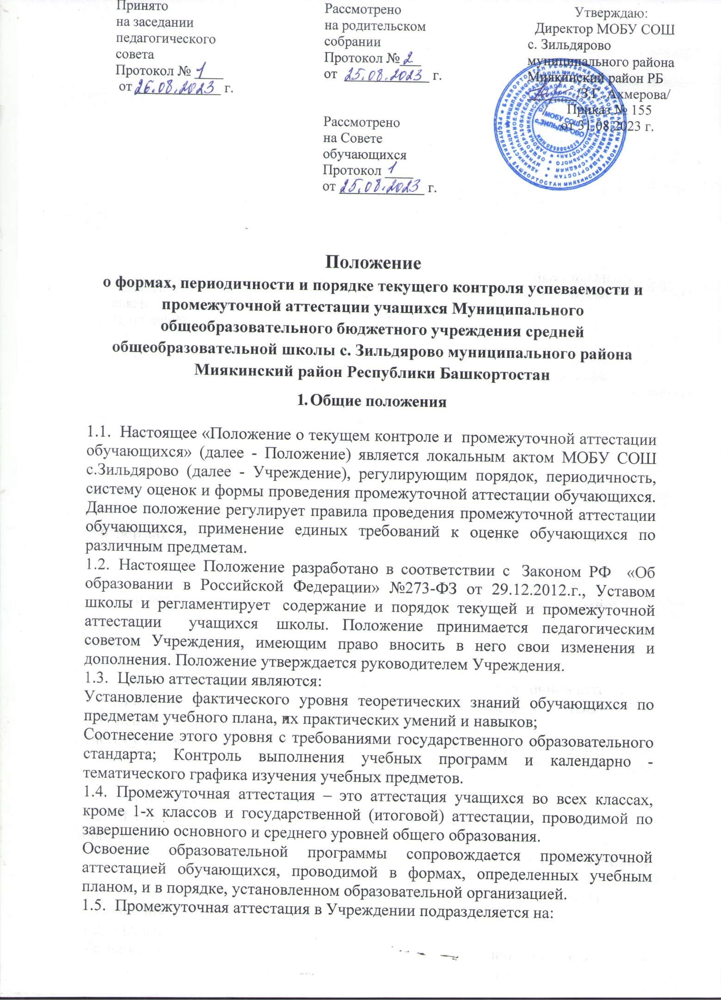 Принято
на заседании
педагогического
совета
Протокол № 1
от 26.08.2023 г.
Рассмотрено
на родительском
собрании
Протокол № 2
от 25.08.2023 г.
Рассмотрено
на Совете
обучающихся
Протокол 1
от 25.08.2023 г.
Утверждаю:
Директор МОБУ СОШ
с. Зильдярово
муниципального района
Миякинский район РБ
/З.Г. Ахмерова/
Приказ № 155
от 31.08.2023 г.
МОБУ СОШ
с.ЗИЛЬДЯРОВО
ИНН 0238004019
Положение
о формах, периодичности и порядке текущего контроля успеваемости и
промежуточной аттестации учащихся Муниципального
общеобразовательного бюджетного учреждения средней
общеобразовательной школы с. Зильдярово муниципального района
Миякинский район Республики Башкортостан
1. Общие положения
1.1. Настоящее «Положение о текущем контроле и промежуточной аттестации
обучающихся» (далее - Положение) является локальным актом МОБУ СОШ
с.Зильдярово (далее - Учреждение), регулирующим порядок, периодичность,
систему оценок и формы проведения промежуточной аттестации обучающихся.
Данное положение регулирует правила проведения промежуточной аттестации
обучающихся, применение единых требований к оценке обучающихся по
различным предметам.
1.2. Настоящее Положение разработано в соответствии с Законом РФ «Об
образовании в Российской Федерации» №273-ФЗ от 29.12.2012.г., Уставом
школы и регламентирует содержание и порядок текущей и промежуточной
аттестации учащихся школы. Положение принимается педагогическим
советом Учреждения, имеющим право вносить в него свои изменения и
дополнения. Положение утверждается руководителем Учреждения.
1.3. Целью аттестации являются:
Установление фактического уровня теоретических знаний обучающихся по
предметам учебного плана, их практических умений и навыков;
Соотнесение этого уровня с требованиями государственного образовательного
стандарта; Контроль выполнения учебных программ и календарно -
тематического графика изучения учебных предметов.
1.4. Промежуточная аттестация – это аттестация учащихся во всех классах,
кроме 1-х классов и государственной (итоговой) аттестации, проводимой по
завершению основного и среднего уровней общего образования.
Освоение образовательной программы сопровождается промежуточной
аттестацией обучающихся, проводимой в формах, определенных учебным
планом, и в порядке, установленном образовательной организацией.
1.5. Промежуточная аттестация в Учреждении подразделяется на: